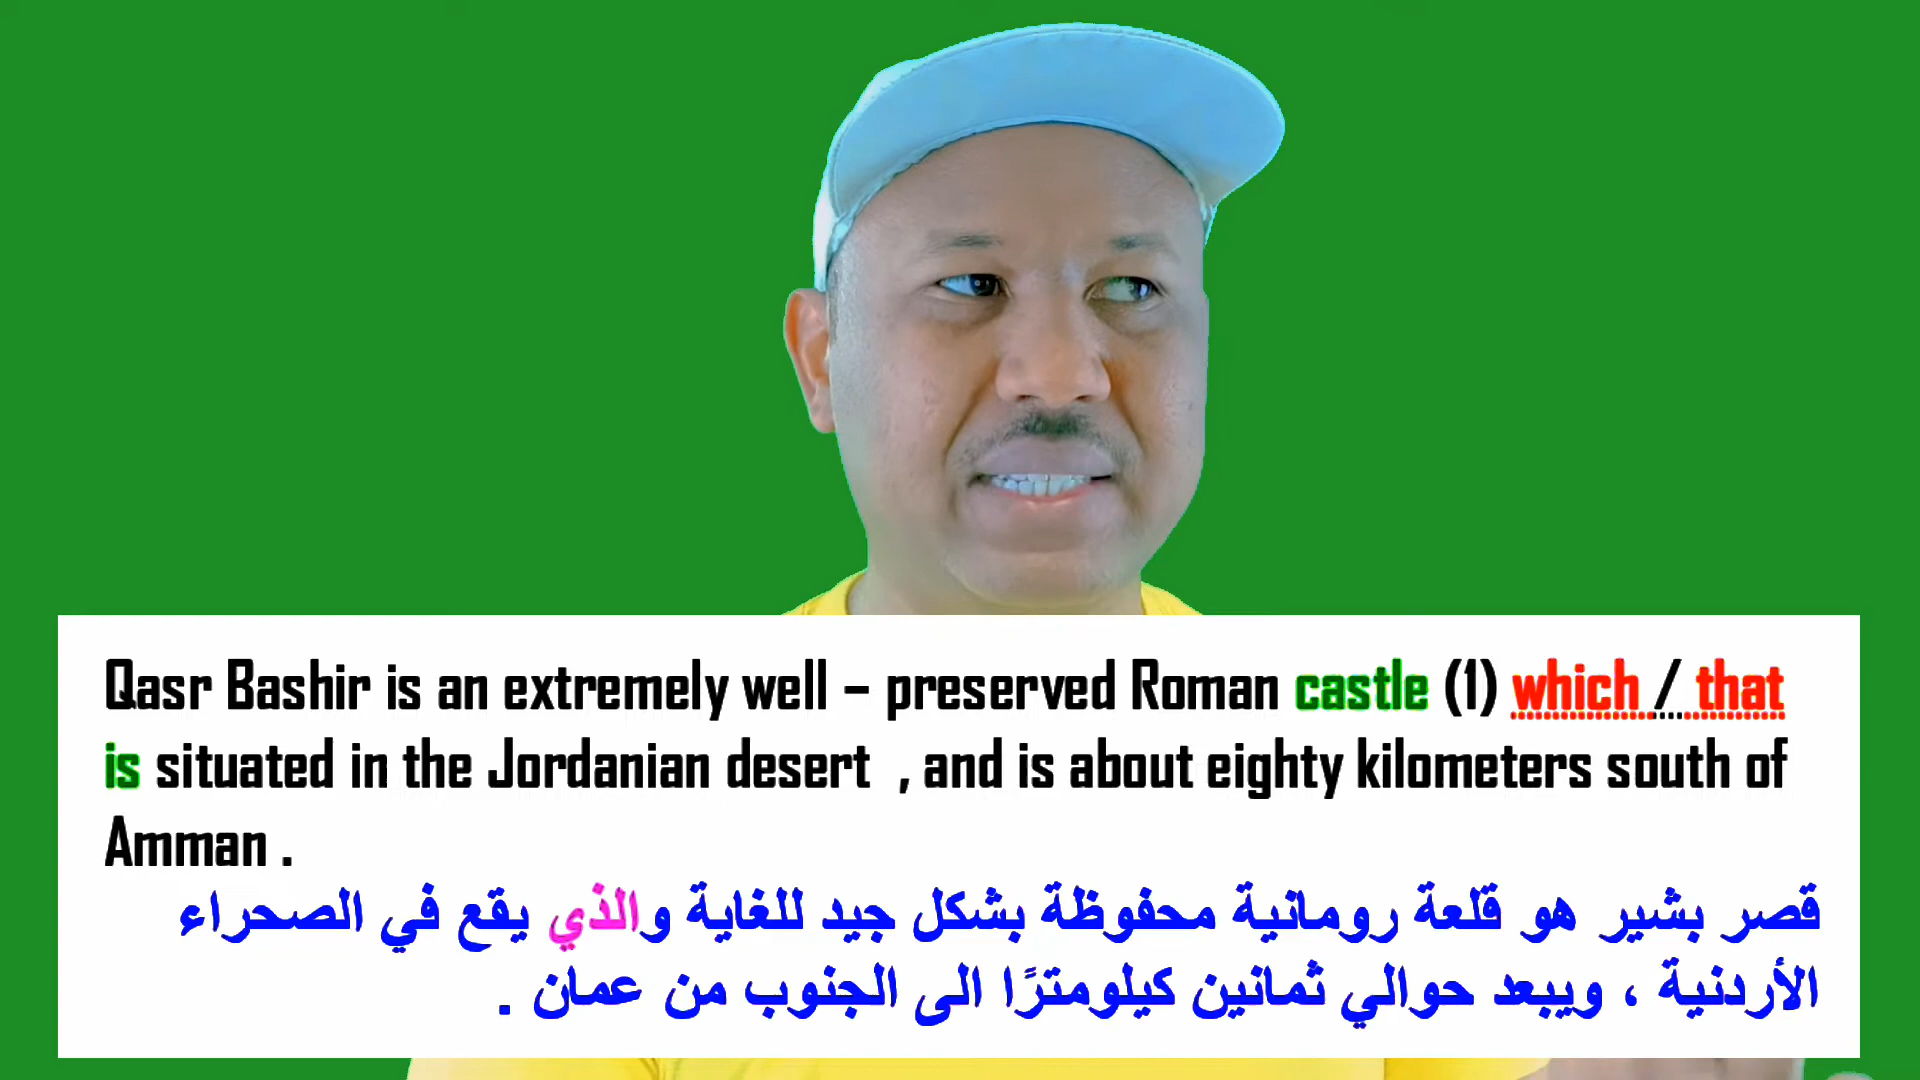 Qasr Bashir is an extremely well – preserved Roman castle (1) which / that
is situated in the Jordanian desert , and is about eighty kilometers south of
Amman .
قصر بشير هو قلعة رومانية محفوظة بشكل جيد للغاية والذي يقع في الصحراء
الأردنية ، ويبعد حوالي ثمانين كيلومترًا الى الجنوب من عمان .